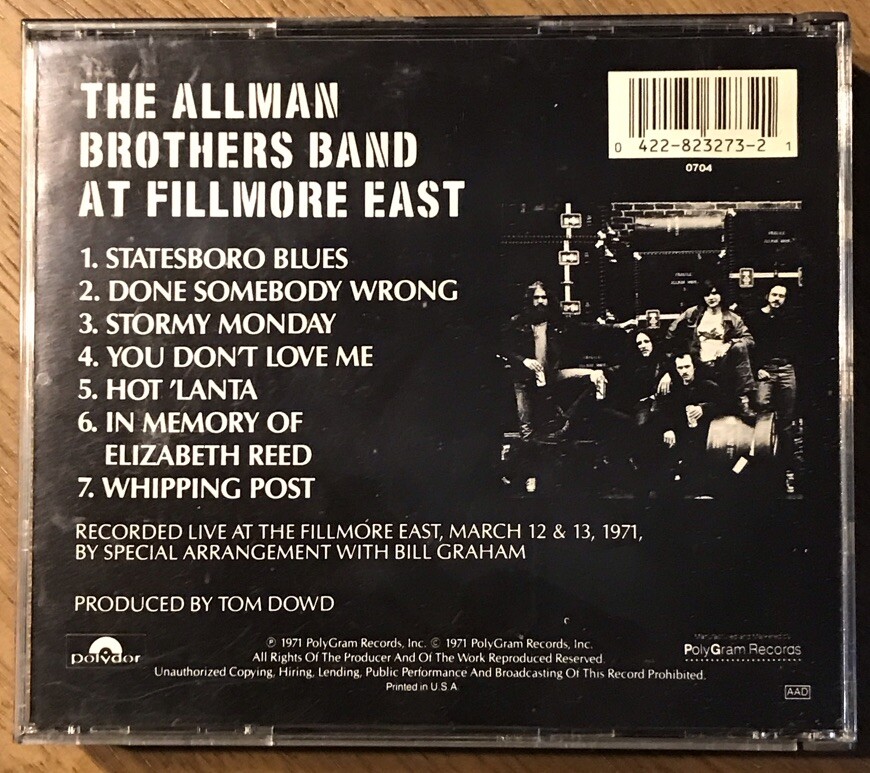 THE ALLMAN
BROTHERS BAND
AT FILLMORE EAST
0 422-823273-2 1
0704
1. STATESBORO BLUES
2. DONE SOMEBODY WRONG
3. STORMY MONDAY
4. YOU DON'T LOVE ME
5. HOT 'LANTA
6. IN MEMORY OF
ELIZABETH REED
7. WHIPPING POST
RECORDED LIVE AT THE FILLMORE EAST, MARCH 12 & 13, 1971,
BY SPECIAL ARRANGEMENT WITH BILL GRAHAM
PRODUCED BY TOM DOWD
polydor
℗ 1971 PolyGram Records, Inc. © 1971 PolyGram Records, Inc.
All Rights Of The Producer And Of The Work Reproduced Reserved.
Unauthorized Copying, Hiring, Lending, Public Performance And Broadcasting Of This Record Prohibited.
Printed in U.S.A.
Manufactured and Marketed by
PolyGram Records
AAD